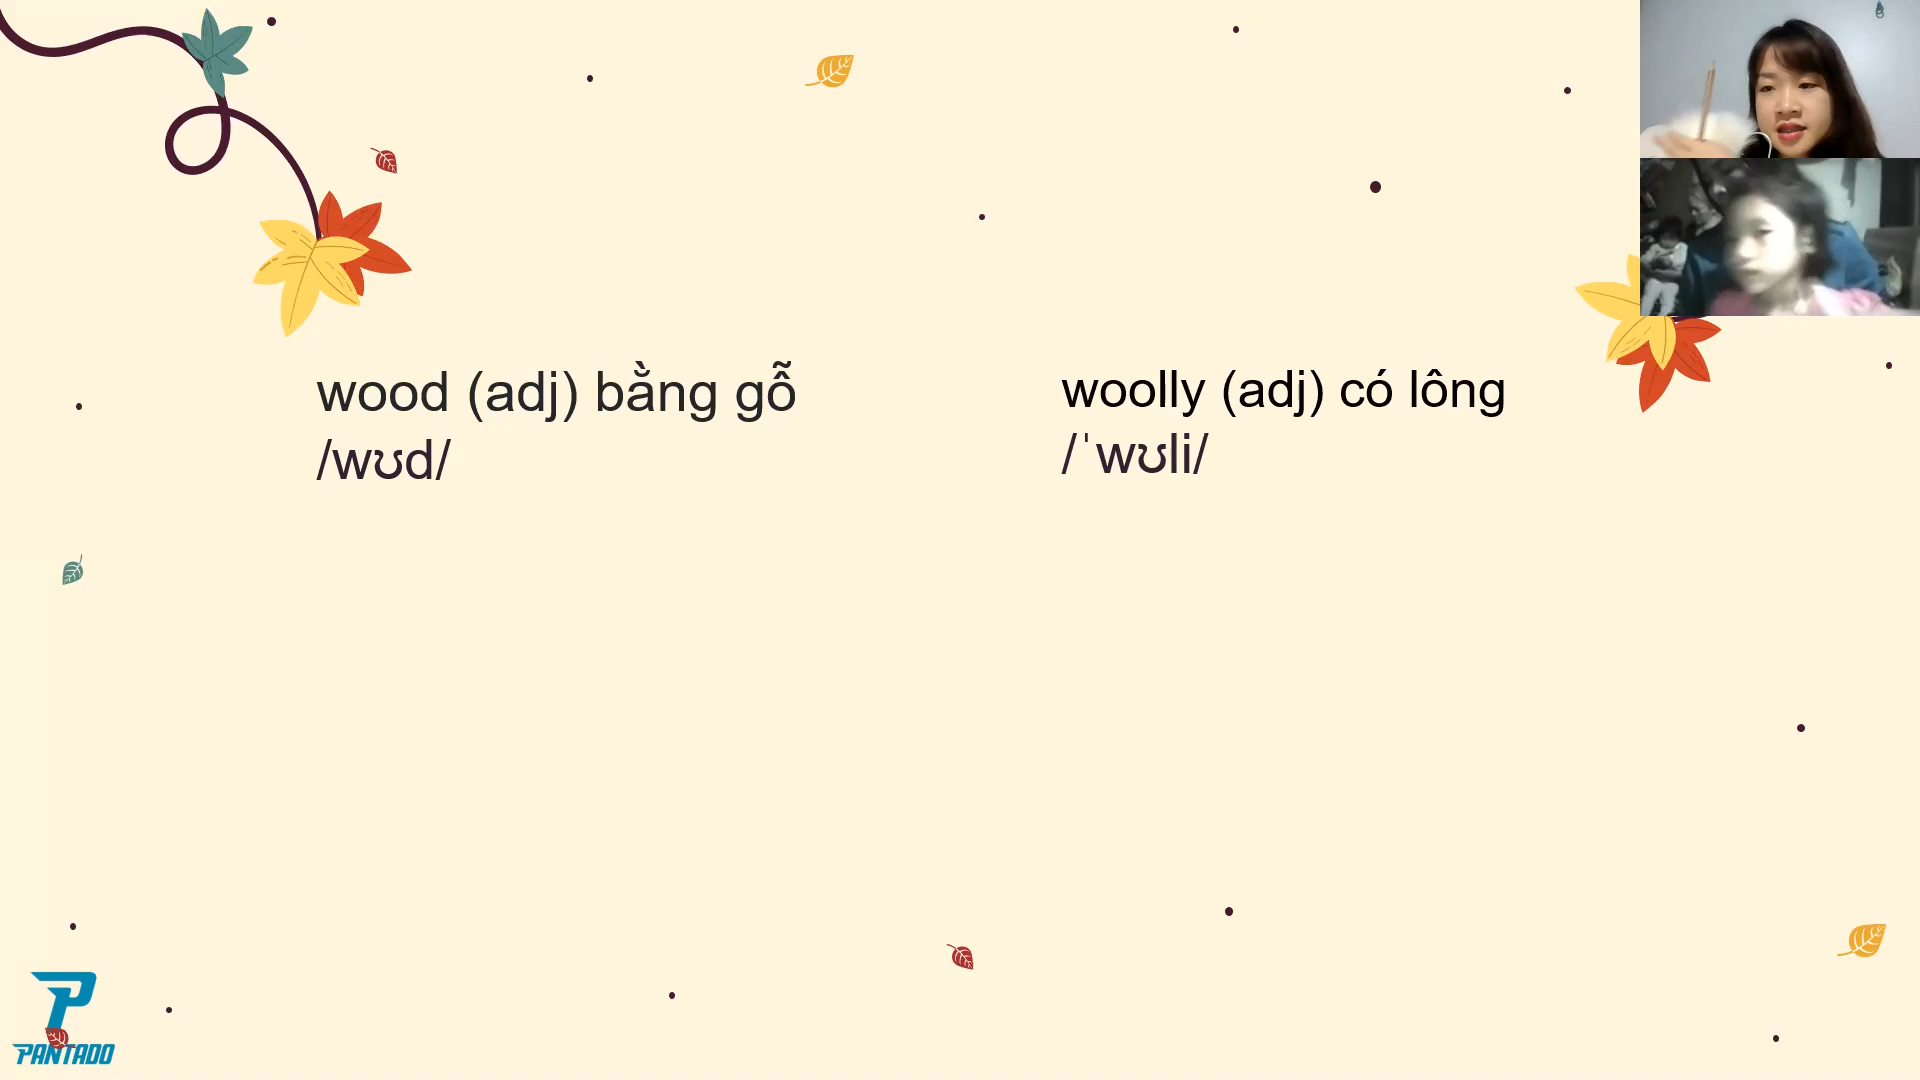 wood (adj) bằng gỗ
/wʊd/
woolly (adj) có lông
/ˈwʊli/
PANTADO